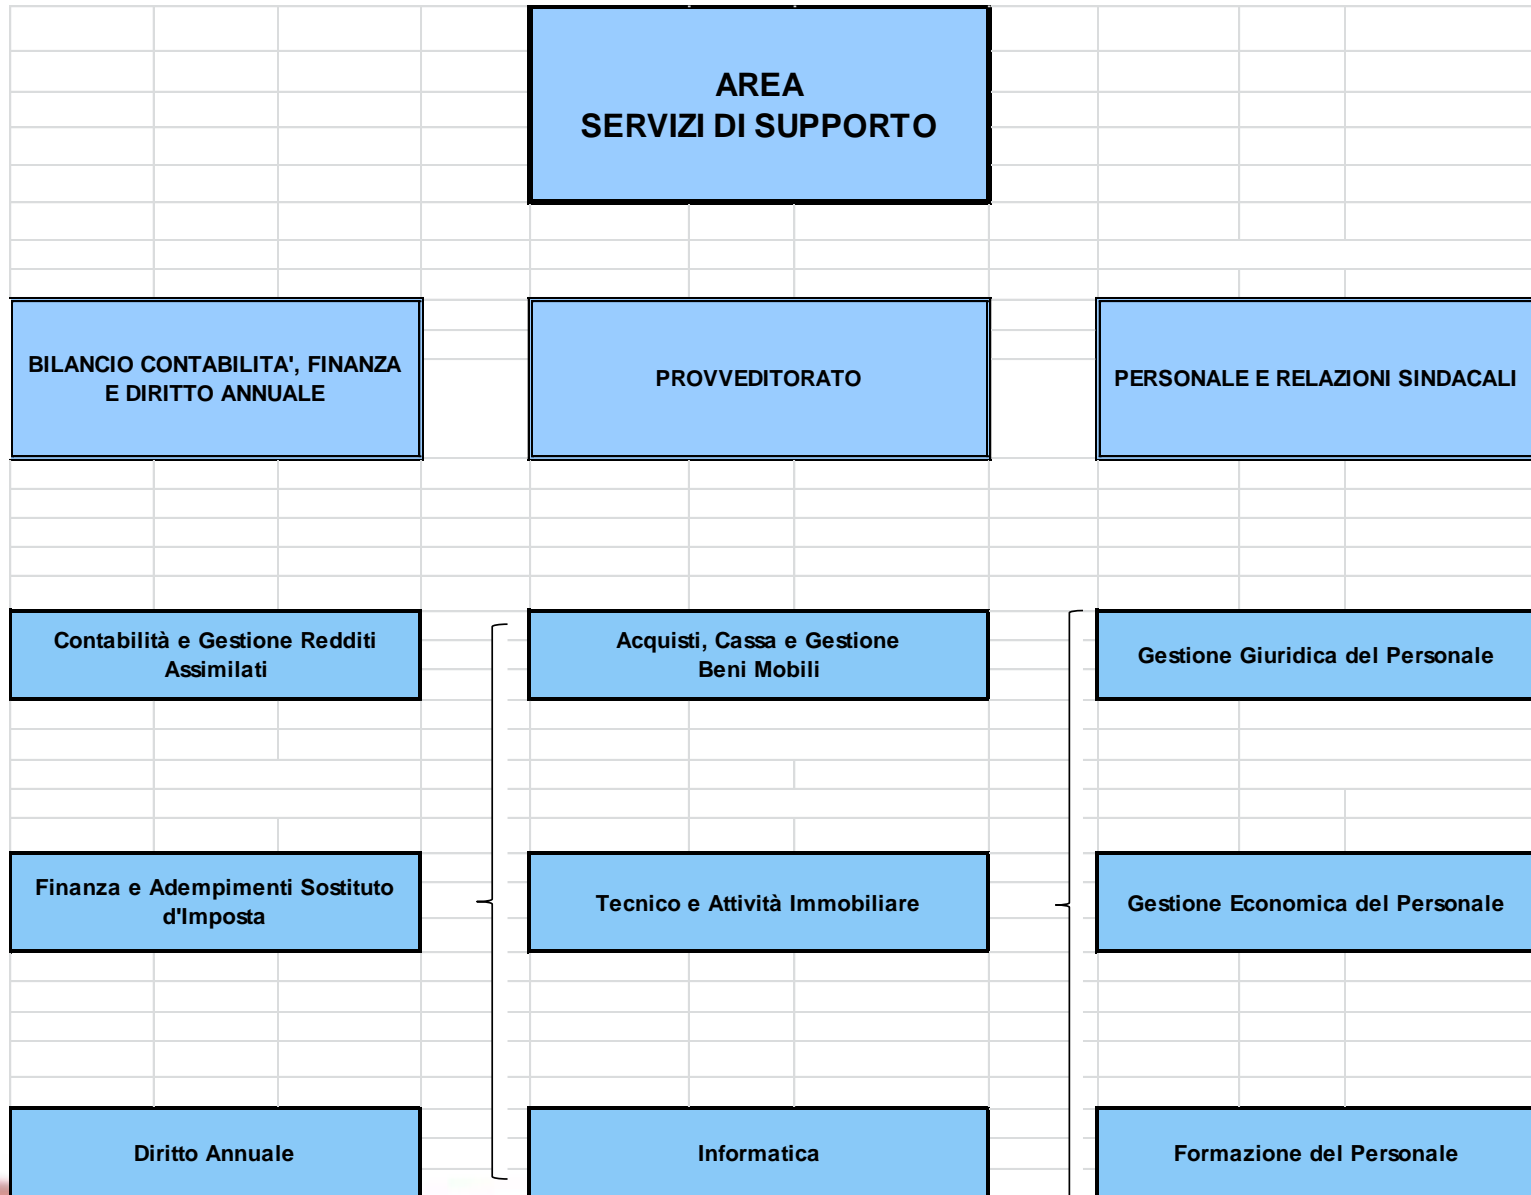 AREA
SERVIZI DI SUPPORTO
BILANCIO CONTABILITA', FINANZA
E DIRITTO ANNUALE
PROVVEDITORATO
PERSONALE E RELAZIONI SINDACALI
Contabilità e Gestione Redditi
Assimilati
Acquisti, Cassa e Gestione
Beni Mobili
Gestione Giuridica del Personale
Finanza e Adempimenti Sostituto
d'Imposta
Tecnico e Attività Immobiliare
Gestione Economica del Personale
Diritto Annuale
Informatica
Formazione del Personale